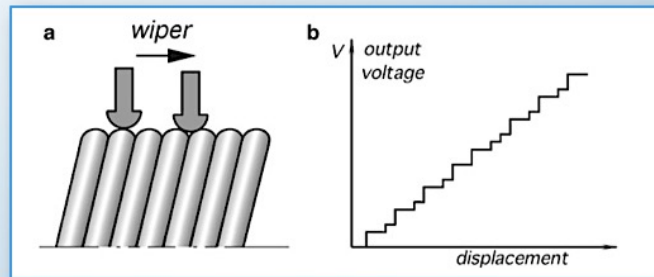 a
wiper
b
V
output
voltage
displacement